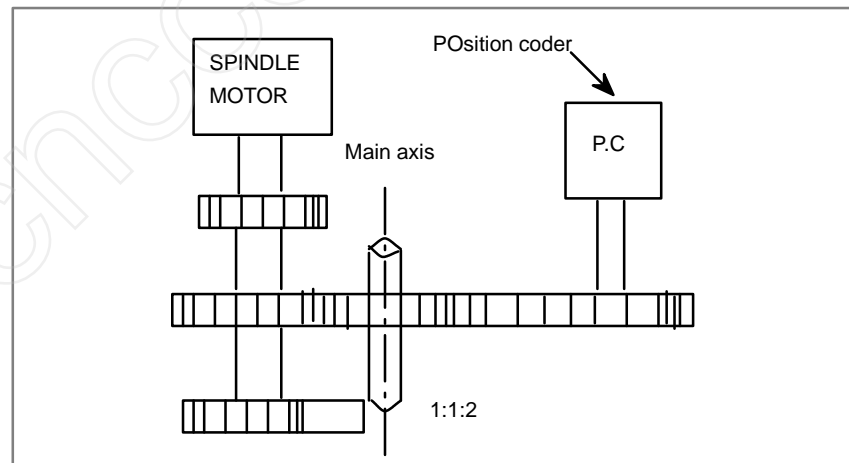 POsition coder
SPINDLE
MOTOR
P.C
Main axis
1:1:2